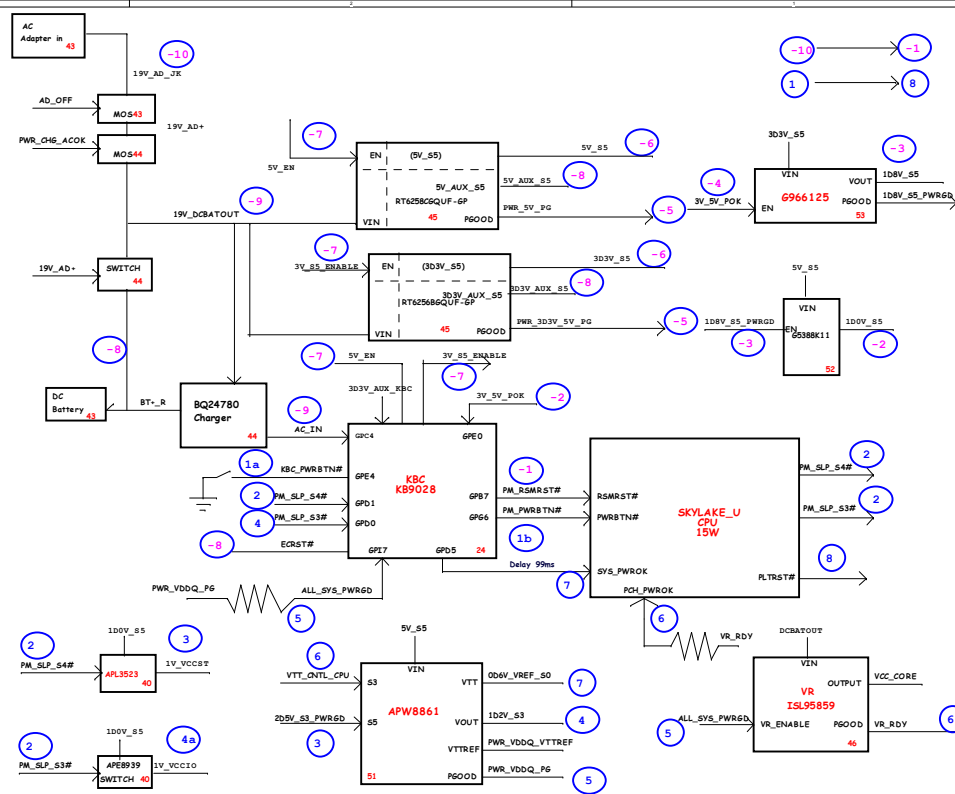 2
1
AC
Adapter in
43
-10
19V_AD_JK
AD_OFF
MOS43
19V_AD+
PWR_CHG_ACOK
MOS44
-10
-1
1
8
-7
5V_EN
EN
(5V_S5)
5V_S5
-6
5V_AUX_S5
5V_AUX_S5
-8
RT6258CGQUF-GP
VIN
45
PGOOD
PWR_5V_PG
-5
-9
19V_DCBATOUT
3D3V_S5
VIN
-3
-4
3V_5V_POK
EN
G966125
VOUT
1D8V_S5
PGOOD
1D8V_S5_PWRGD
53
19V_AD+
SWITCH
44
-7
3V_S5_ENABLE
EN
(3D3V_S5)
3D3V_S5
-6
3D3V_AUX_S5
3D3V_AUX_S5
-8
RT6256BGQUF-GP
VIN
45
PGOOD
PWR_3D3V_5V_PG
-5
5V_S5
VIN
1D8V_S5_PWRGD
EN
G5388K11
1D0V_S5
-3
-2
52
-8
DC
Battery
43
BT+_R
BQ24780
Charger
44
-9
AC_IN
-7
5V_EN
3V_S5_ENABLE
-7
3D3V_AUX_KBC
3V_5V_POK
-2
GPC4
GPE0
KBC
KB9028
1a
KBC_PWRBTN#
GPE4
2
PM_SLP_S4#
GPD1
4
PM_SLP_S3#
GPD0
-8
ECRST#
GPI7
GPD5
24
GPB7
GPG6
-1
PM_RSMRST#
PM_PWRBTN#
1b
Delay 99ms
7
RSMRST#
PWRBTN#
SYS_PWROK
PCH_PWROK
SKYLAKE_U
CPU
15W
PM_SLP_S4#
2
PM_SLP_S3#
2
PLTRST#
8
PWR_VDDQ_PG
ALL_SYS_PWRGD
5
6
VR_RDY
2
PM_SLP_S4#
1D0V_S5
3
APL3523
40
1V_VCCST
2
PM_SLP_S3#
1D0V_S5
4a
APE8939
SWITCH
40
1V_VCCIO
6
VTT_CNTL_CPU
S3
5V_S5
VIN
APW8861
2D5V_S3_PWRGD
S5
3
51
VTT
0D6V_VREF_S0
7
VOUT
1D2V_S3
4
VTTREF
PWR_VDDQ_VTTREF
PGOOD
PWR_VDDQ_PG
5
DCBATOUT
VIN
OUTPUT
VCC_CORE
VR
ISL95859
ALL_SYS_PWRGD
VR_ENABLE
5
PGOOD
VR_RDY
6
46